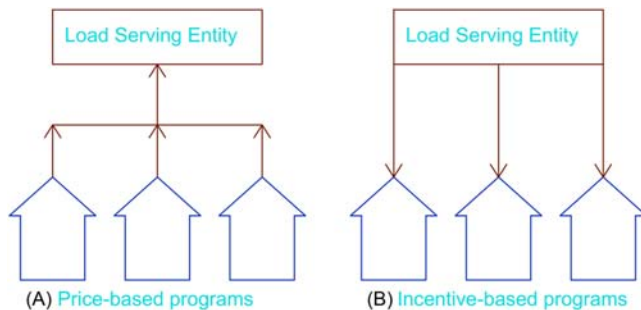 Load Serving Entity
Load Serving Entity
(A) Price-based programs
(B) Incentive-based programs